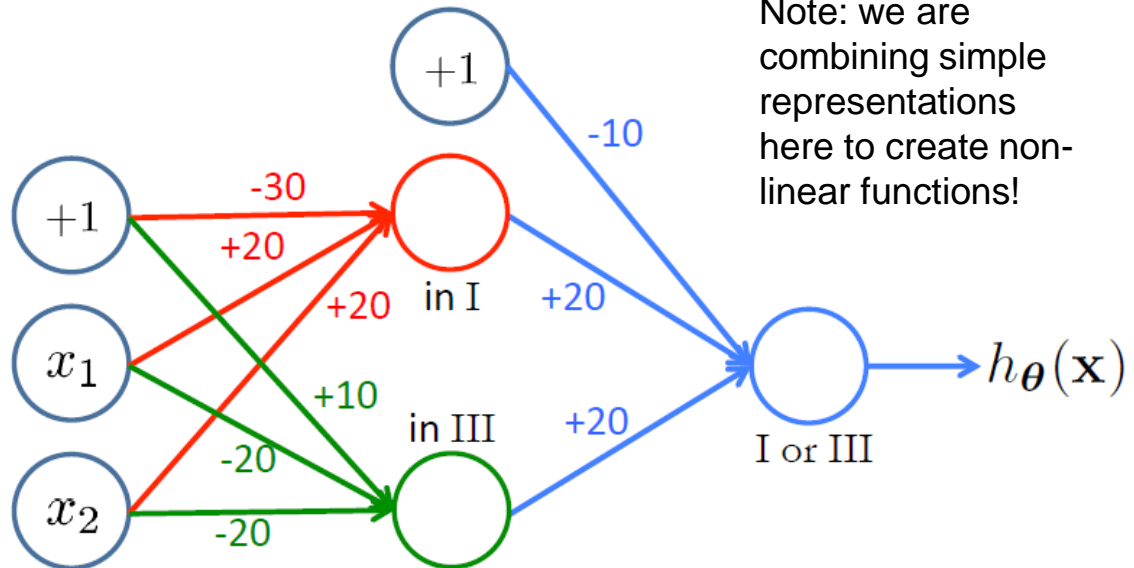 Note: we are
combining simple
representations
here to create non-
linear functions!
+1
-10
-30
+1
+20
in I
+20
+20
x₁
+10
hθ(x)
in III
+20
I or III
-20
x₂
-20